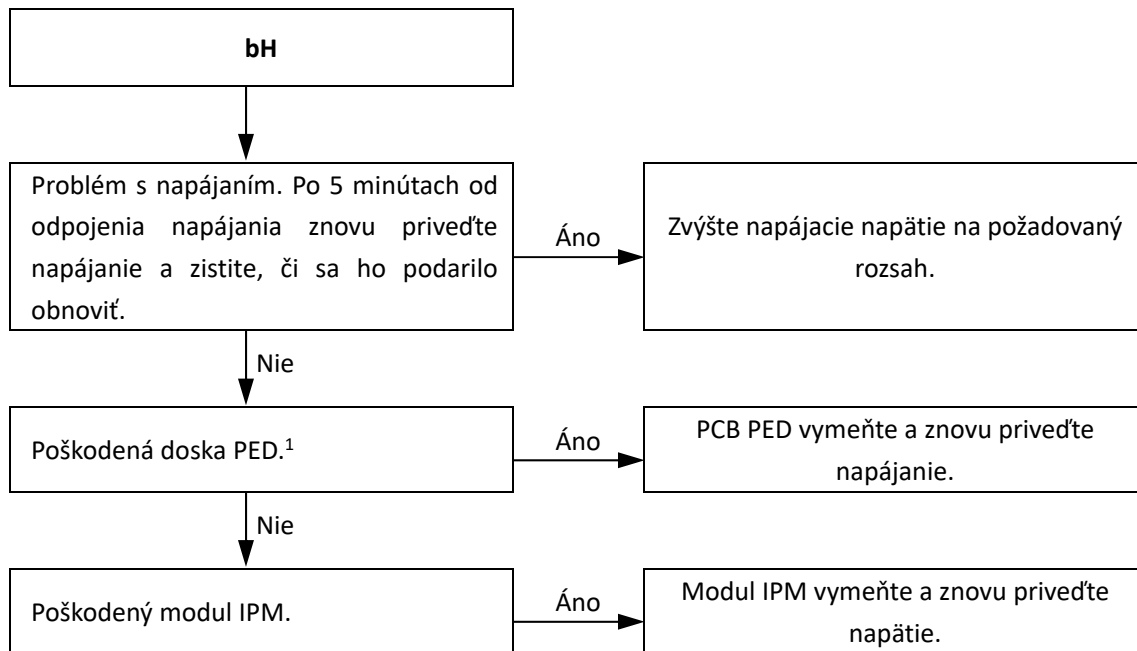 bH
Problém s napájaním. Po 5 minútach od
odpojenia napájania znovu priveďte
napájanie a zistite, či sa ho podarilo
obnoviť.
Áno
Zvýšte napájacie napätie na požadovaný
rozsah.
Nie
Poškodená doska PED.¹
Áno
PCB PED vymeňte a znovu priveďte
napájanie.
Nie
Poškodený modul IPM.
Áno
Modul IPM vymeňte a znovu priveďte
napätie.